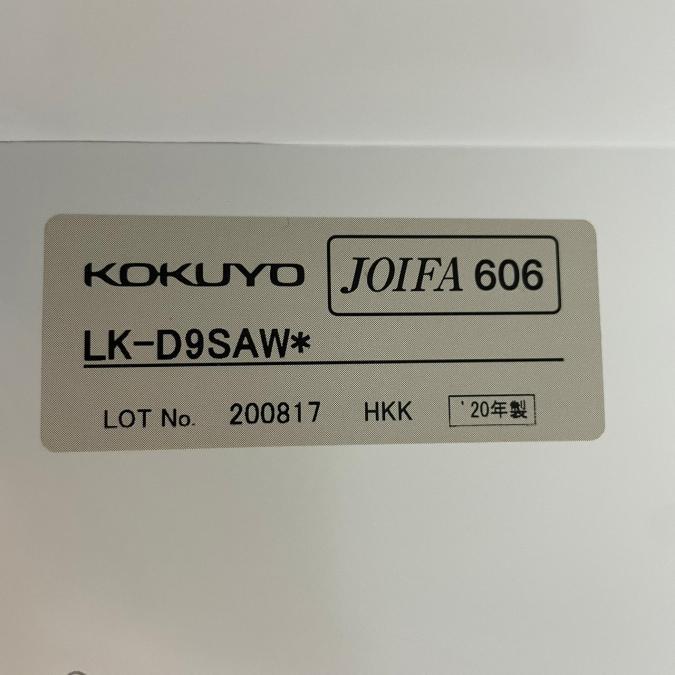 KOKUYO JOIFA 606
LK-D9SAW*
LOT No. 200817 HKK '20年製